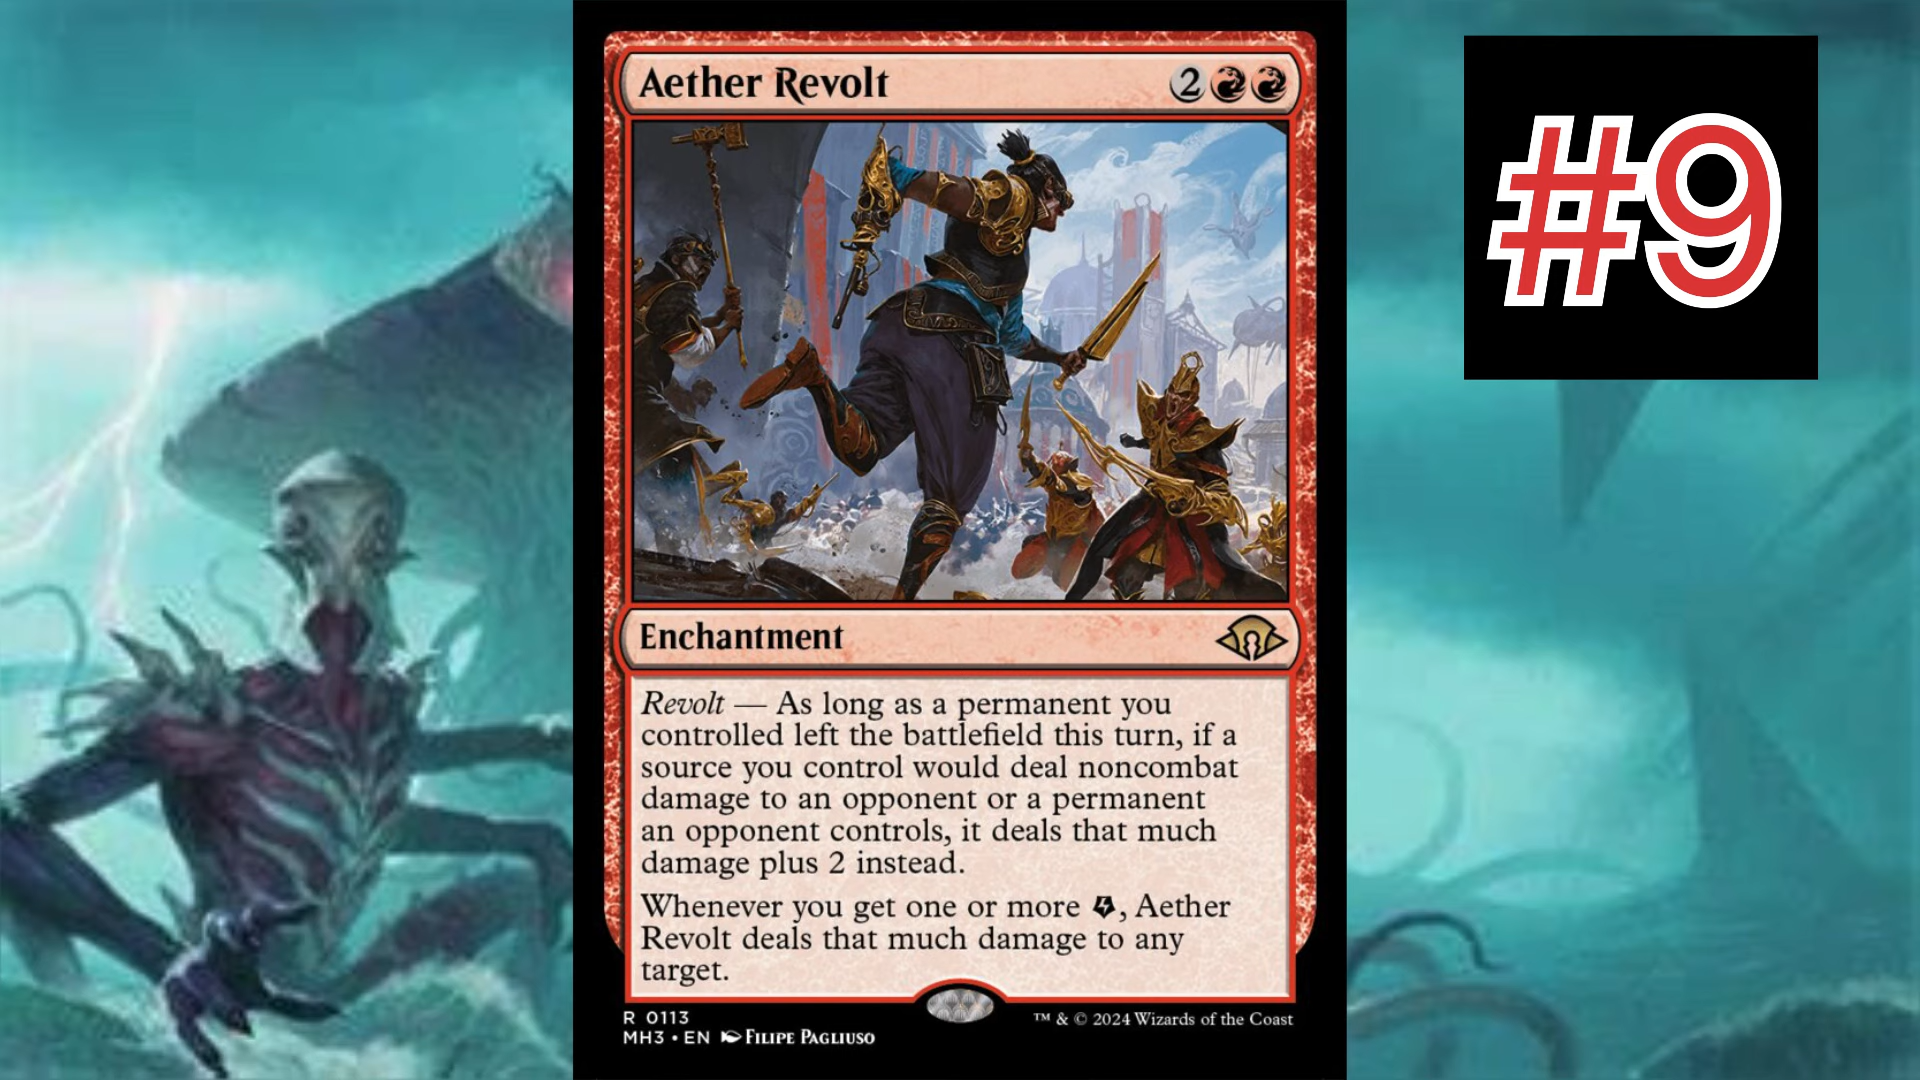 Aether Revolt 2
#9
Enchantment
Revolt — As long as a permanent you
controlled left the battlefield this turn, if a
source you control would deal noncombat
damage to an opponent or a permanent
an opponent controls, it deals that much
damage plus 2 instead.
Whenever you get one or more , Aether
Revolt deals that much damage to any
target.
R 0113
MH3 • EN FILIPE PAGLIUSO
™ & © 2024 Wizards of the Coast